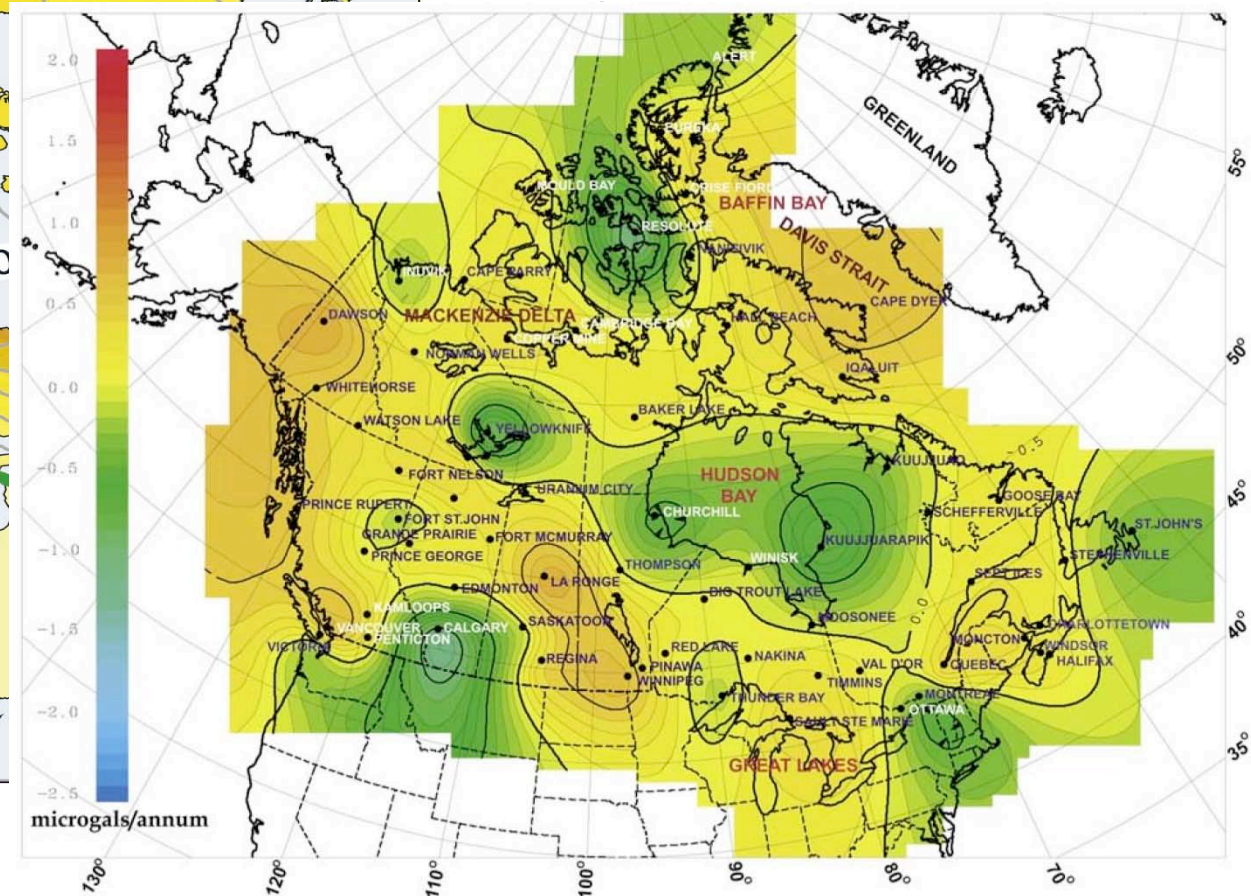 2.0
1.5
1.0
0.5
0.0
-0.5
-1.0
-1.5
-2.0
-2.5
microgals/annum
ALERT
EUREKA
GREENLAND
MOULD BAY
GRISE FIORD
BAFFIN BAY
RESOLUTE
DAVIS STRAIT
NANISIVIK
INUVIK
CAPE PARRY
CAPE DYER
DAWSON
MACKENZIE DELTA
CAMBRIDGE BAY
HALL BEACH
COPPER MINE
NORMAN WELLS
IQALUIT
WHITEHORSE
BAKER LAKE
WATSON LAKE
YELLOWKNIFE
-0.5
KUUJJUAQ
FORT NELSON
HUDSON
BAY
URANIUM CITY
GOOSE BAY
PRINCE RUPERT
CHURCHILL
SCHEFFERVILLE
FORT ST.JOHN
ST.JOHN'S
GRANDE PRAIRIE
FORT MCMURRAY
KUUJJUARAPIK
PRINCE GEORGE
STEPHENVILLE
WINISK
THOMPSON
LA RONGE
SEPT ILES
EDMONTON
BIG TROUT LAKE
KAMLOOPS
MOOSONEE
SASKATOON
0.0
CHARLOTTETOWN
VANCOUVER
CALGARY
PENTICTON
MONCTON
WINDSOR
VICTORIA
RED LAKE
NAKINA
HALIFAX
REGINA
PINAWA
VAL D'OR
QUEBEC
WINNIPEG
TIMMINS
THUNDER BAY
MONTREAL
OTTAWA
SAULT STE MARIE
GREAT LAKES
55°
50°
45°
40°
35°
130°
120°
110°
100°
90°
80°
70°